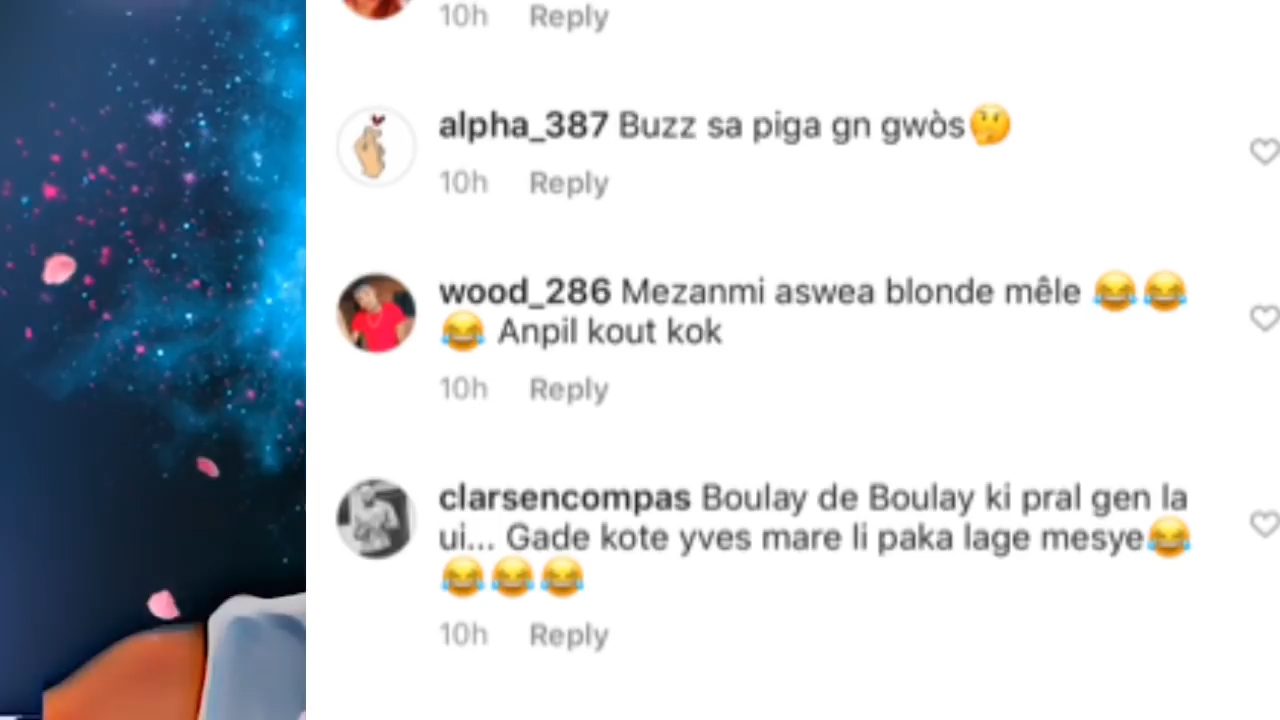 10h Reply
alpha_387 Buzz sa piga gn gwòs🤔
10h Reply
wood_286 Mezanmi aswea blonde mêle 😂😂
😂 Anpil kout kok
10h Reply
clarsencompas Boulay de Boulay ki pral gen la
ui... Gade kote yves mare li paka lage mesye😂
😂😂😂
10h Reply